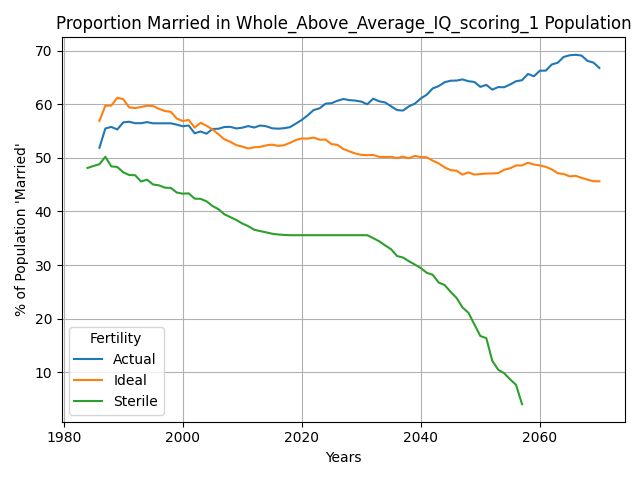 Proportion Married in Whole_Above_Average_IQ_scoring_1 Population
% of Population 'Married'
70
60
50
40
30
20
10
Fertility
Actual
Ideal
Sterile
1980
2000
2020
2040
2060
Years